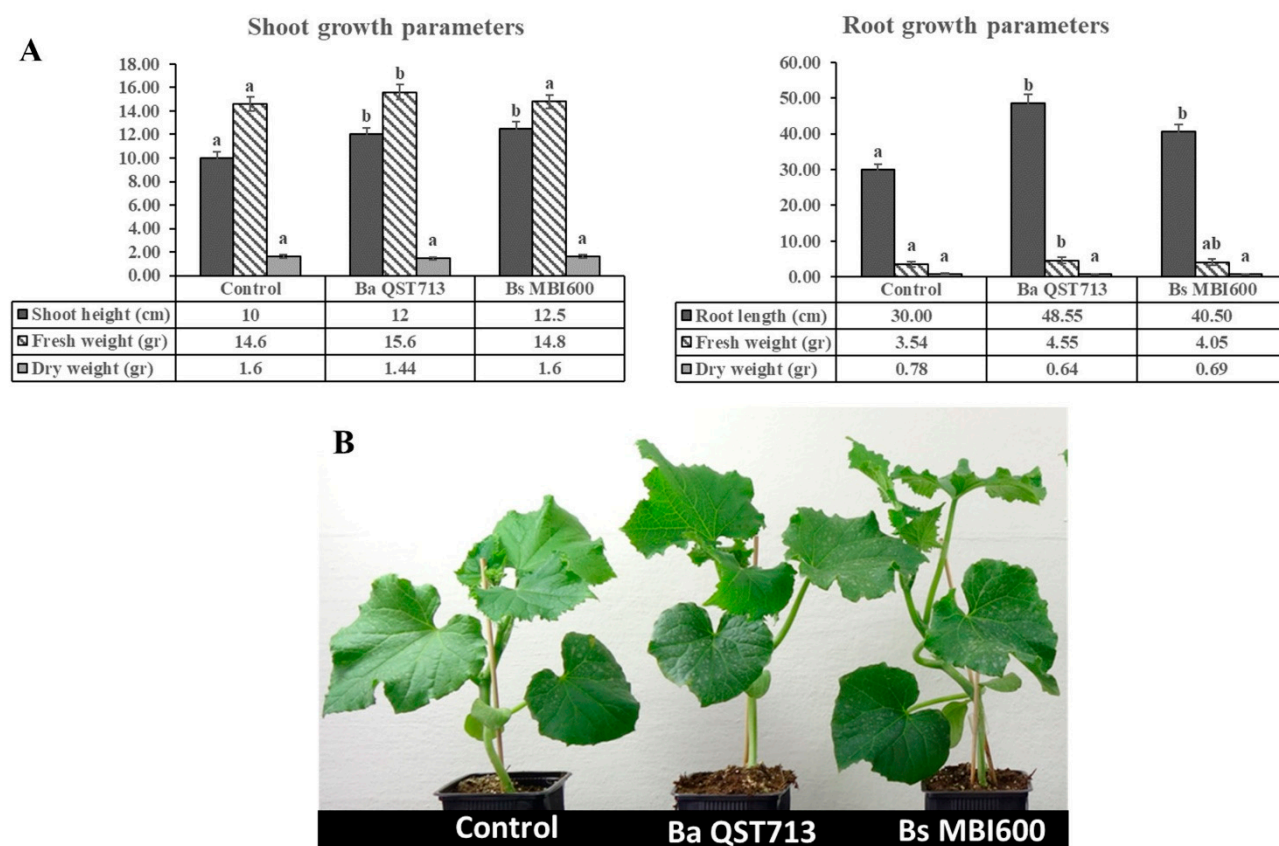 A
Shoot growth parameters
18.00
16.00
14.00
12.00
10.00
8.00
6.00
4.00
2.00
0.00
a
a
a
b
b
a
b
a
a
Control Ba QST713 Bs MBI600
Shoot height (cm) 10 12 12.5
Fresh weight (gr) 14.6 15.6 14.8
Dry weight (gr) 1.6 1.44 1.6
Root growth parameters
60.00
50.00
40.00
30.00
20.00
10.00
0.00
a
a
a
b
b
a
b
ab
a
Control Ba QST713 Bs MBI600
Root length (cm) 30.00 48.55 40.50
Fresh weight (gr) 3.54 4.55 4.05
Dry weight (gr) 0.78 0.64 0.69
B
Control Ba QST713 Bs MBI600